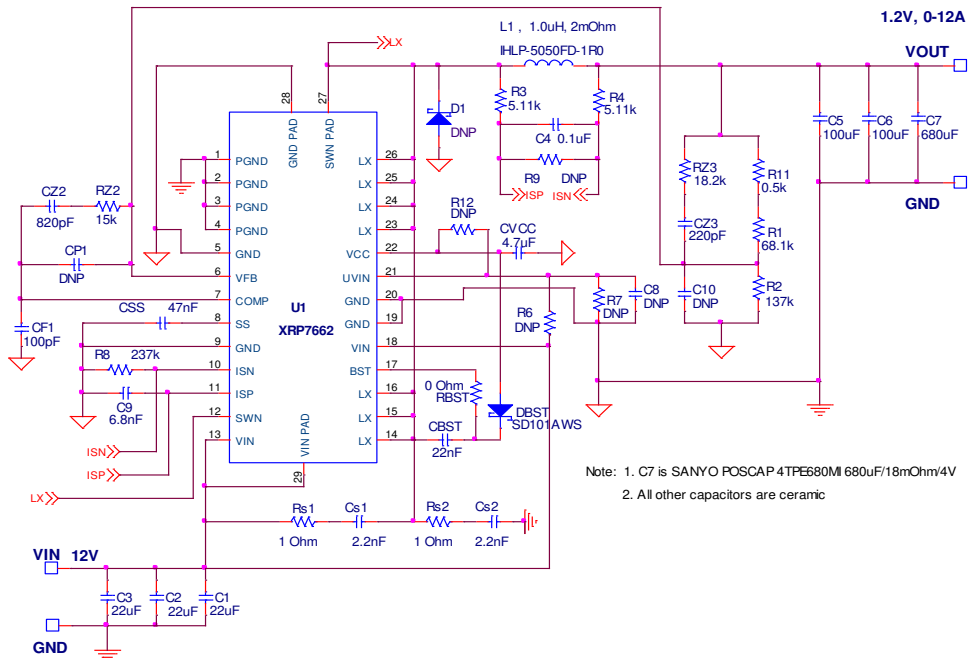 1.2V, 0-12A
L1 , 1.0uH, 2mOhm
LX
IHLP-5050FD-1R0
VOUT
28
27
R3
5.11k
R4
5.11k
D1
DNP
C4 0.1uF
C5
100uF
C6
100uF
C7
680uF
GND PAD
SWN PAD
1
PGND
LX
26
R9
DNP
RZ3
18.2k
R11
0.5k
2
PGND
LX
25
ISP
ISN
CZ2
820pF
RZ2
15k
3
PGND
LX
24
R12
DNP
GND
4
PGND
LX
23
CVCC
4.7uF
CZ3
220pF
R1
68.1k
5
GND
VCC
22
CP1
DNP
6
VFB
UVIN
21
7
COMP
GND
20
U1
XRP7662
R7
DNP
C8
DNP
C10
DNP
R2
137k
CSS
47nF
8
SS
GND
19
R6
DNP
CF1
100pF
9
GND
VIN
18
R8
237k
10
ISN
BST
17
11
ISP
LX
16
0 Ohm
RBST
C9
6.8nF
12
SWN
LX
15
DBST
SD101AWS
13
VIN
LX
14
CBST
22nF
VIN PAD
29
ISN
ISP
LX
Note: 1. C7 is SANYO POSCAP 4TPE680MI 680uF/18mOhm/4V
2. All other capacitors are ceramic
Rs1
1 Ohm
Cs1
2.2nF
Rs2
1 Ohm
Cs2
2.2nF
VIN
12V
C3
22uF
C2
22uF
C1
22uF
GND